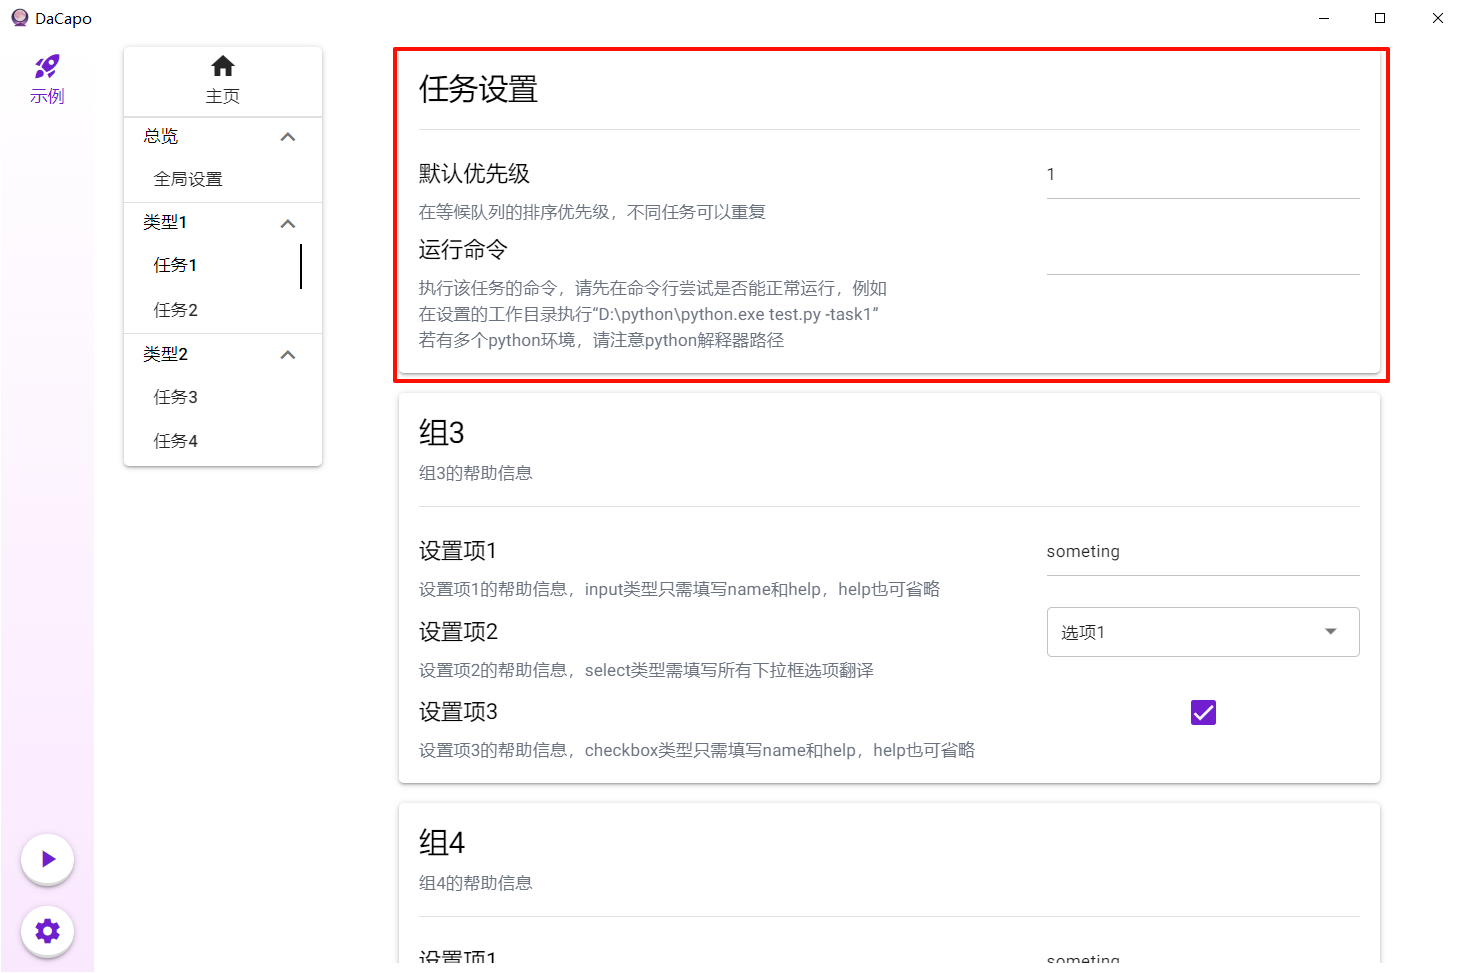 DaCapo
示例
主页
总览
全局设置
类型1
任务1
任务2
类型2
任务3
任务4
任务设置
默认优先级
1
在等候队列的排序优先级，不同任务可以重复
运行命令
执行该任务的命令，请先在命令行尝试是否能正常运行，例如
在设置的工作目录执行“D:\python\python.exe test.py -task1”
若有多个python环境，请注意python解释器路径
组3
组3的帮助信息
设置项1
someting
设置项1的帮助信息，input类型只需填写name和help，help也可省略
设置项2
选项1
设置项2的帮助信息，select类型需填写所有下拉框选项翻译
设置项3
设置项3的帮助信息，checkbox类型只需填写name和help，help也可省略
组4
组4的帮助信息
设置项1
someting